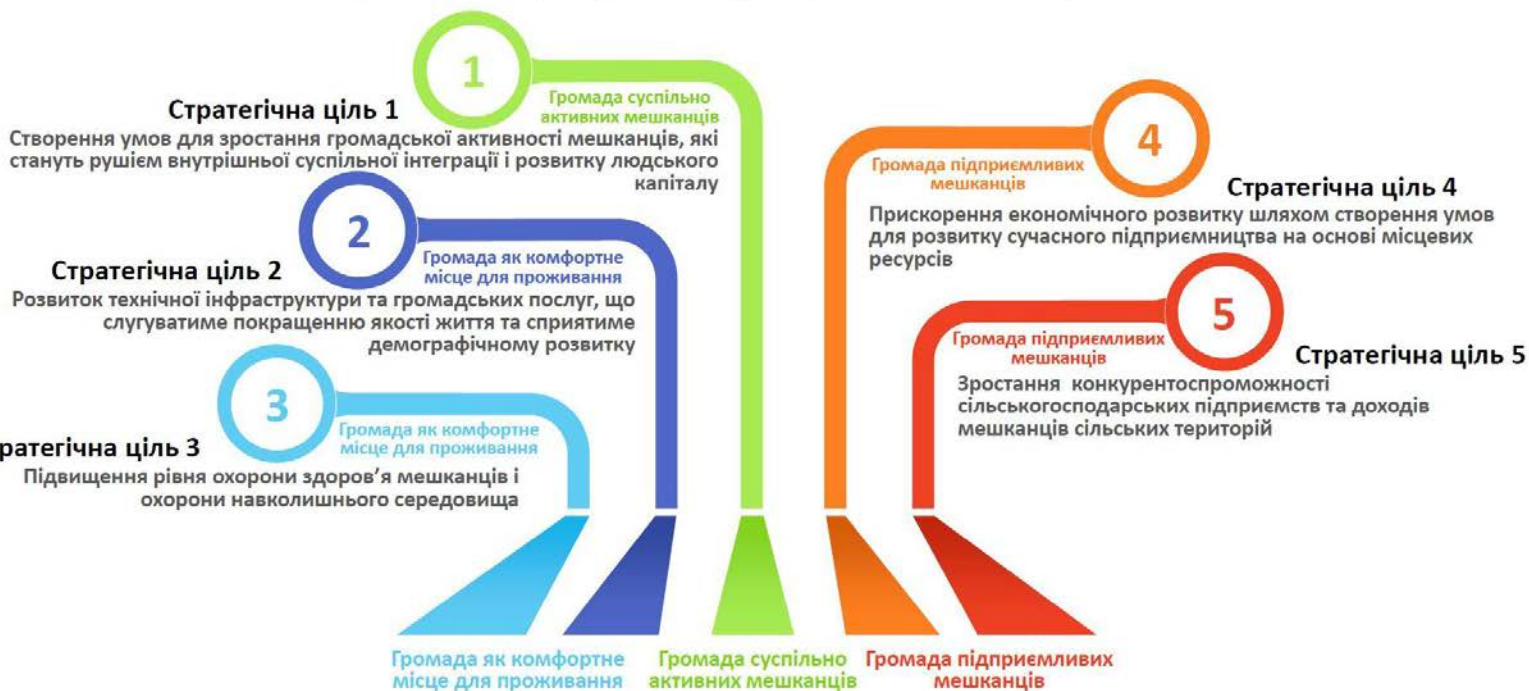 1
Громада суспільно
активних мешканців
Стратегічна ціль 1
Створення умов для зростання громадської активності мешканців, які
стануть рушієм внутрішньої суспільної інтеграції і розвитку людського
капіталу
2
Громада як комфортне
місце для проживання
Стратегічна ціль 2
Розвиток технічної інфраструктури та громадських послуг, що
слугуватиме покращенню якості життя та сприятиме
демографічному розвитку
3
Громада як комфортне
місце для проживання
ратегічна ціль 3
Підвищення рівня охорони здоров’я мешканців і
охорони навколишнього середовища
4
Громада підприємливих
мешканців
Стратегічна ціль 4
Прискорення економічного розвитку шляхом створення умов
для розвитку сучасного підприємництва на основі місцевих
ресурсів
5
Громада підприємливих
мешканців
Стратегічна ціль 5
Зростання конкурентоспроможності
сільськогосподарських підприємств та доходів
мешканців сільських територій
Громада як комфортне
місце для проживання
Громада суспільно
активних мешканців
Громада підприємливих
мешканців